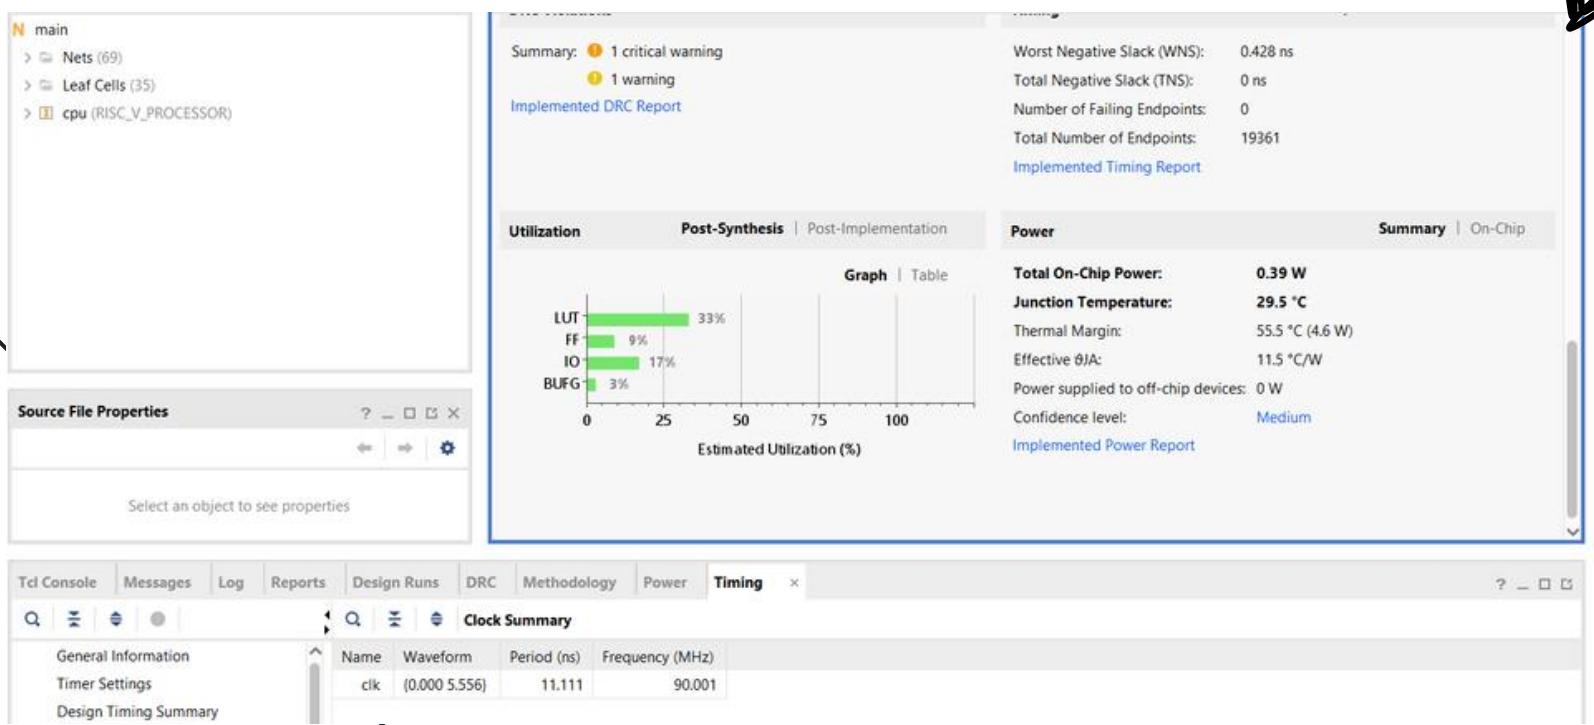 main
Nets (69)
Leaf Cells (35)
cpu (RISC_V_PROCESSOR)
Summary: 1 critical warning
1 warning
Implemented DRC Report
Worst Negative Slack (WNS): 0.428 ns
Total Negative Slack (TNS): 0 ns
Number of Failing Endpoints: 0
Total Number of Endpoints: 19361
Implemented Timing Report
Utilization Post-Synthesis | Post-Implementation
Graph | Table
LUT 33%
FF 9%
IO 17%
BUFG 3%
0 25 50 75 100
Estimated Utilization (%)
Power Summary | On-Chip
Total On-Chip Power: 0.39 W
Junction Temperature: 29.5 °C
Thermal Margin: 55.5 °C (4.6 W)
Effective θJA: 11.5 °C/W
Power supplied to off-chip devices: 0 W
Confidence level: Medium
Implemented Power Report
Source File Properties
Select an object to see properties
Tcl Console Messages Log Reports Design Runs DRC Methodology Power Timing
Clock Summary
General Information
Timer Settings
Design Timing Summary
Name Waveform Period (ns) Frequency (MHz)
clk (0.000 5.556) 11.111 90.001